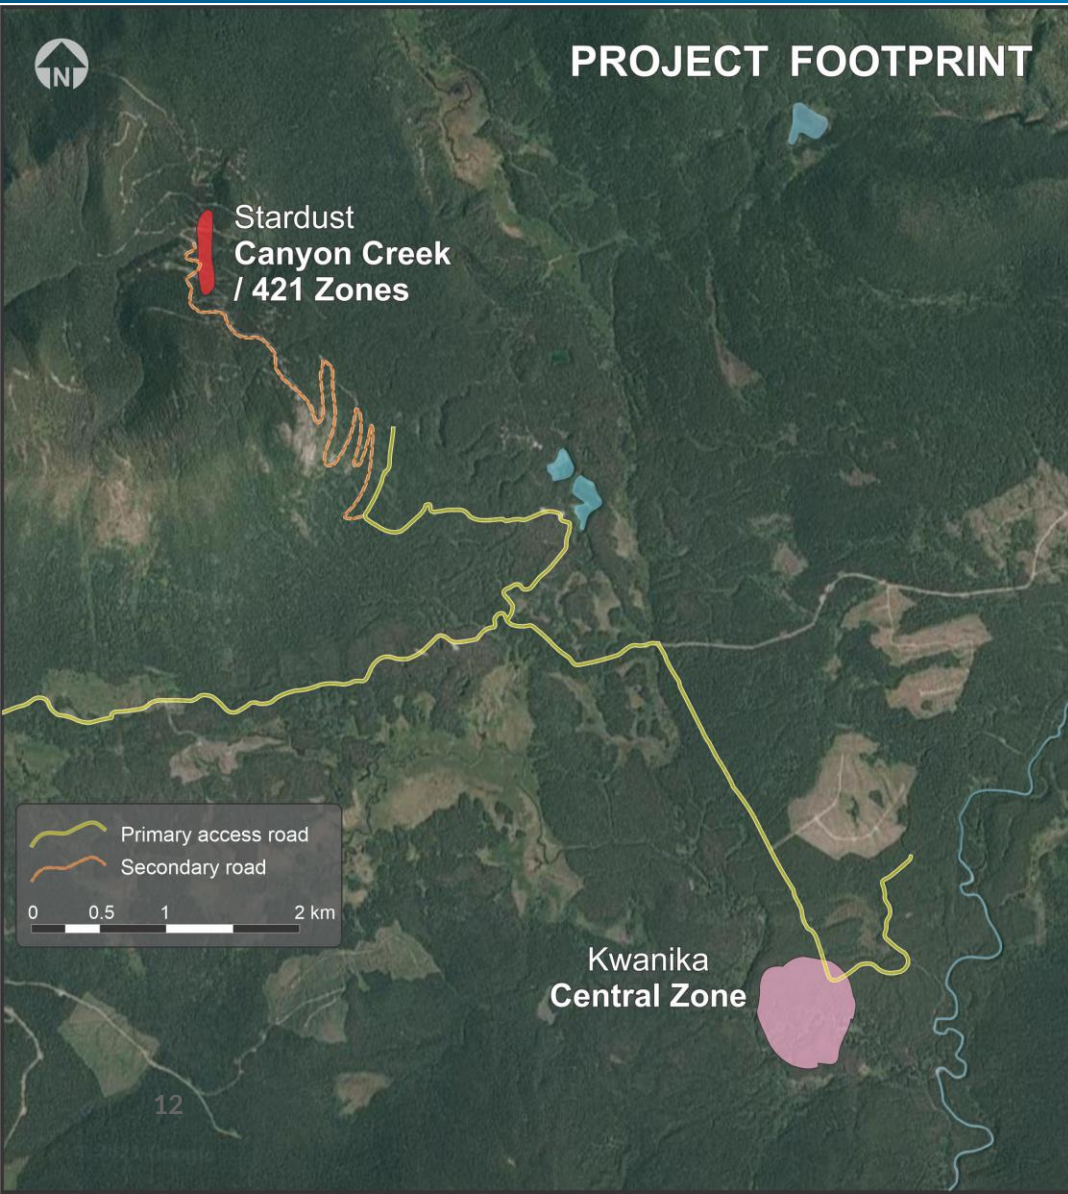 N
PROJECT FOOTPRINT
Stardust
Canyon Creek
/ 421 Zones
Primary access road
Secondary road
0 0.5 1 2 km
Kwanika
Central Zone
12